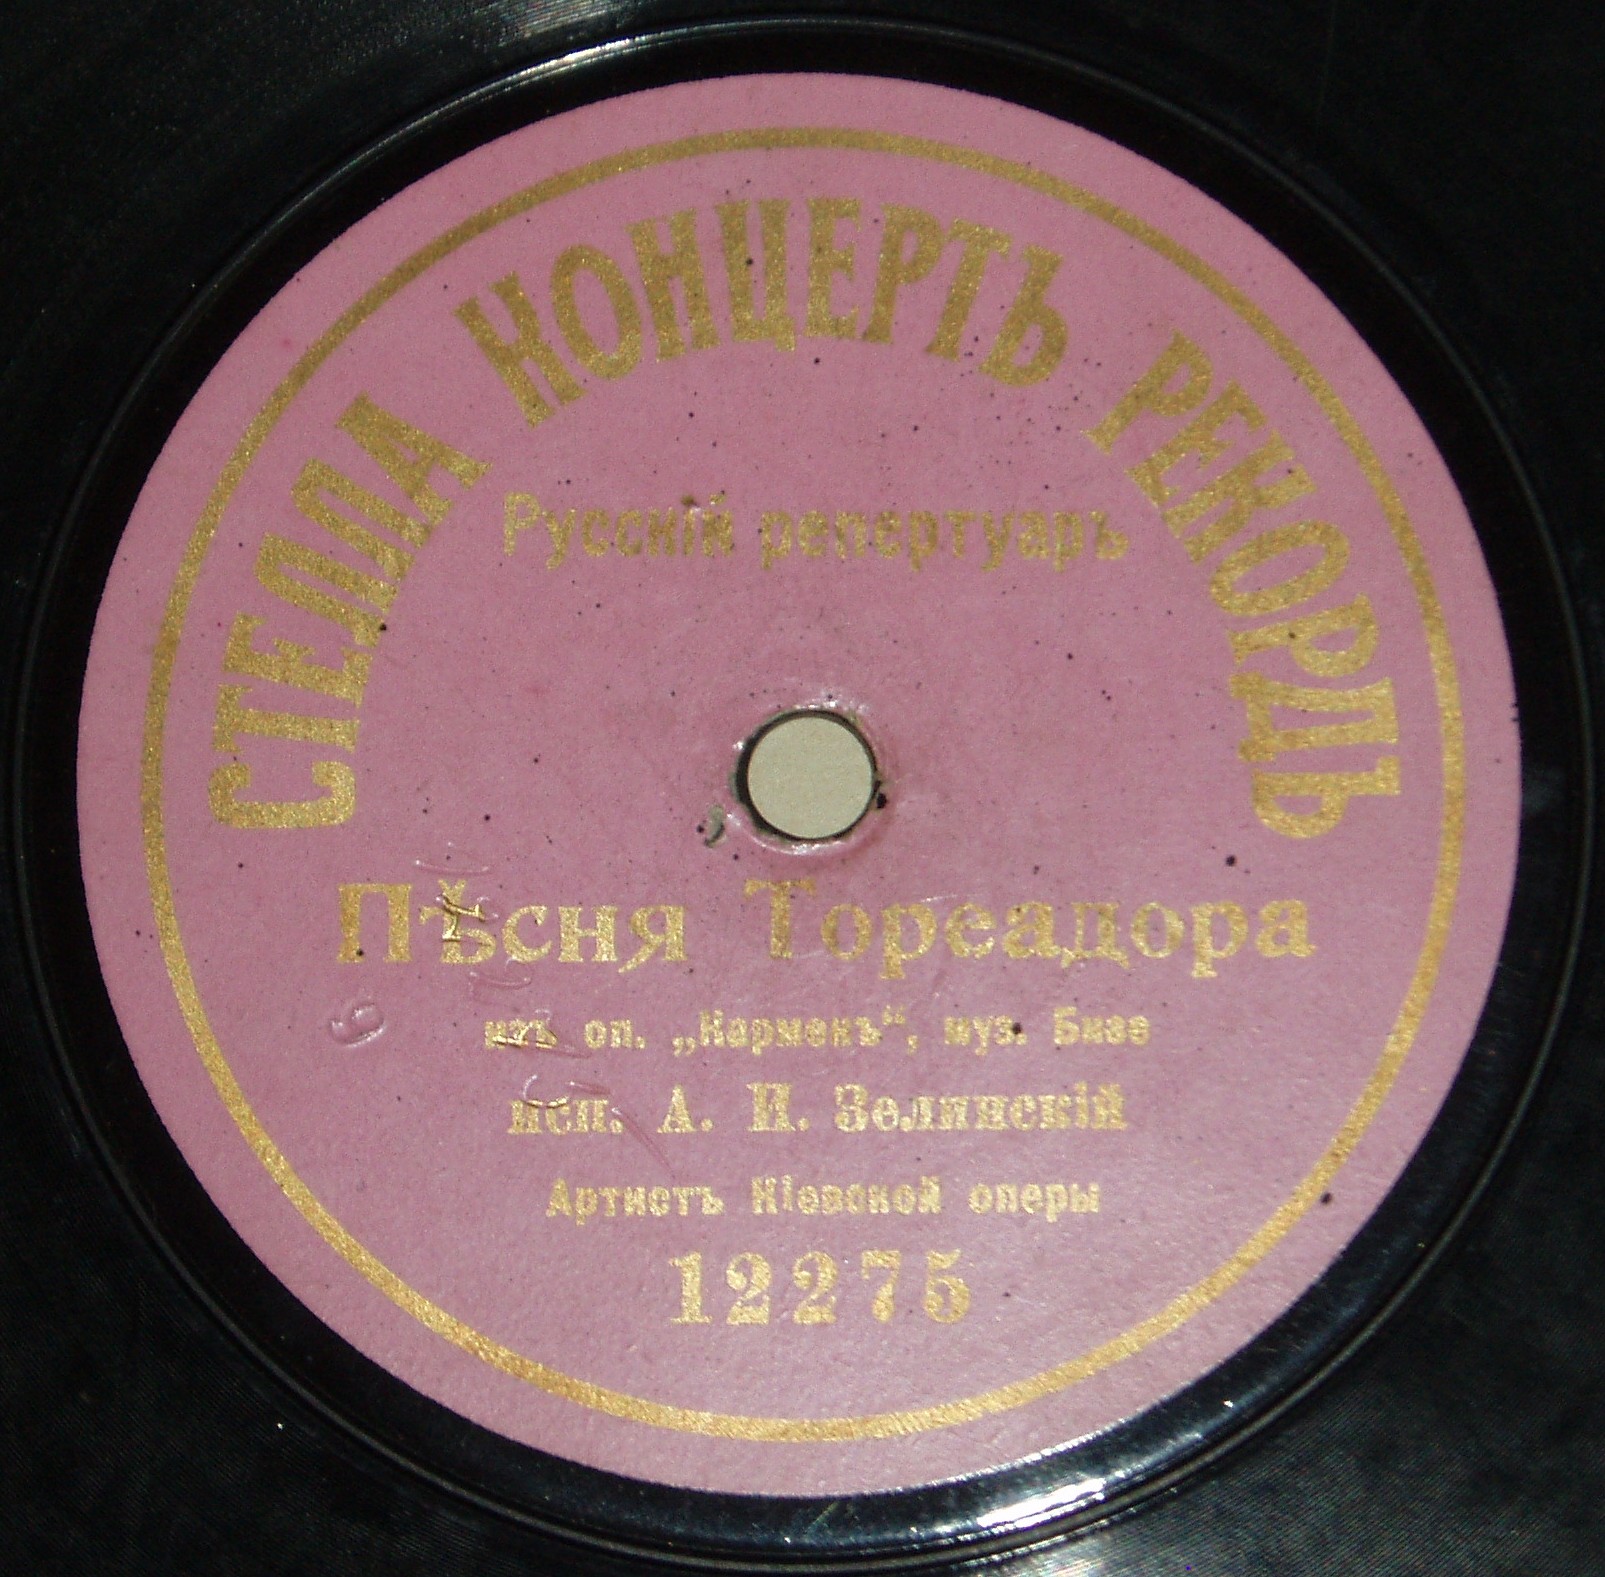 СТЕЛЛА КОНЦЕРТЪ РЕКОРДЪ
Русскій репертуаръ
Пѣсня Тореадора
изъ оп. „Карменъ“, муз. Бизе
исп. А. И. Зелинскій
Артистъ Кіевской оперы
12275